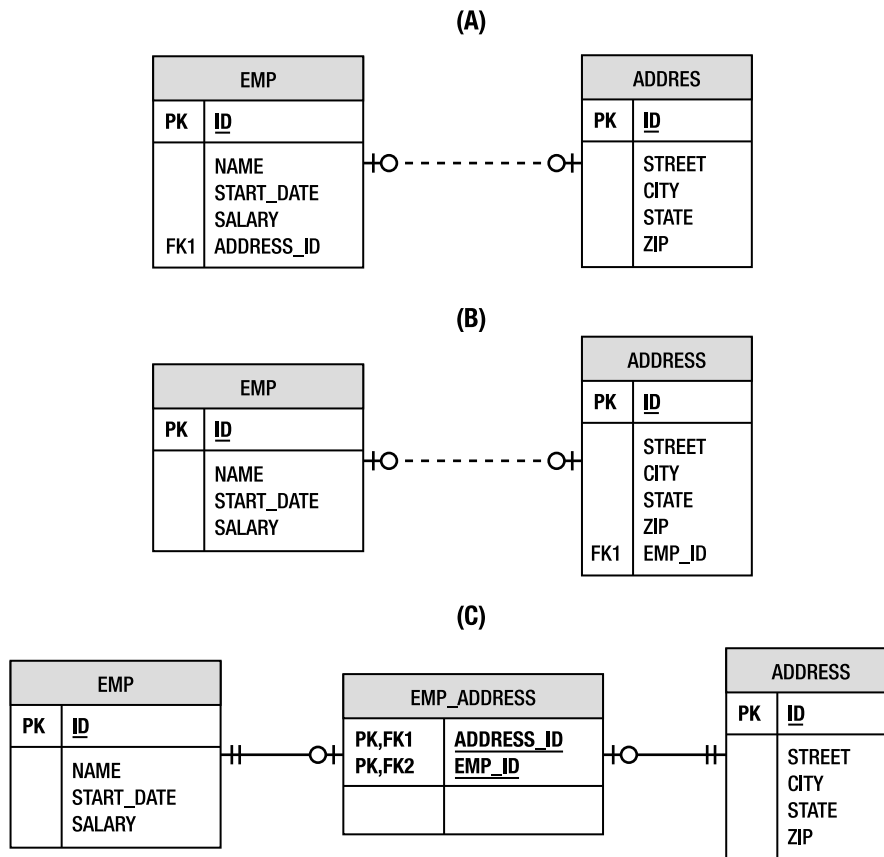 (A)
EMP
PK ID
NAME
START_DATE
SALARY
FK1 ADDRESS_ID
ADDRES
PK ID
STREET
CITY
STATE
ZIP
(B)
EMP
PK ID
NAME
START_DATE
SALARY
ADDRESS
PK ID
STREET
CITY
STATE
ZIP
FK1 EMP_ID
(C)
EMP
PK ID
NAME
START_DATE
SALARY
EMP_ADDRESS
PK,FK1 ADDRESS_ID
PK,FK2 EMP_ID
ADDRESS
PK ID
STREET
CITY
STATE
ZIP